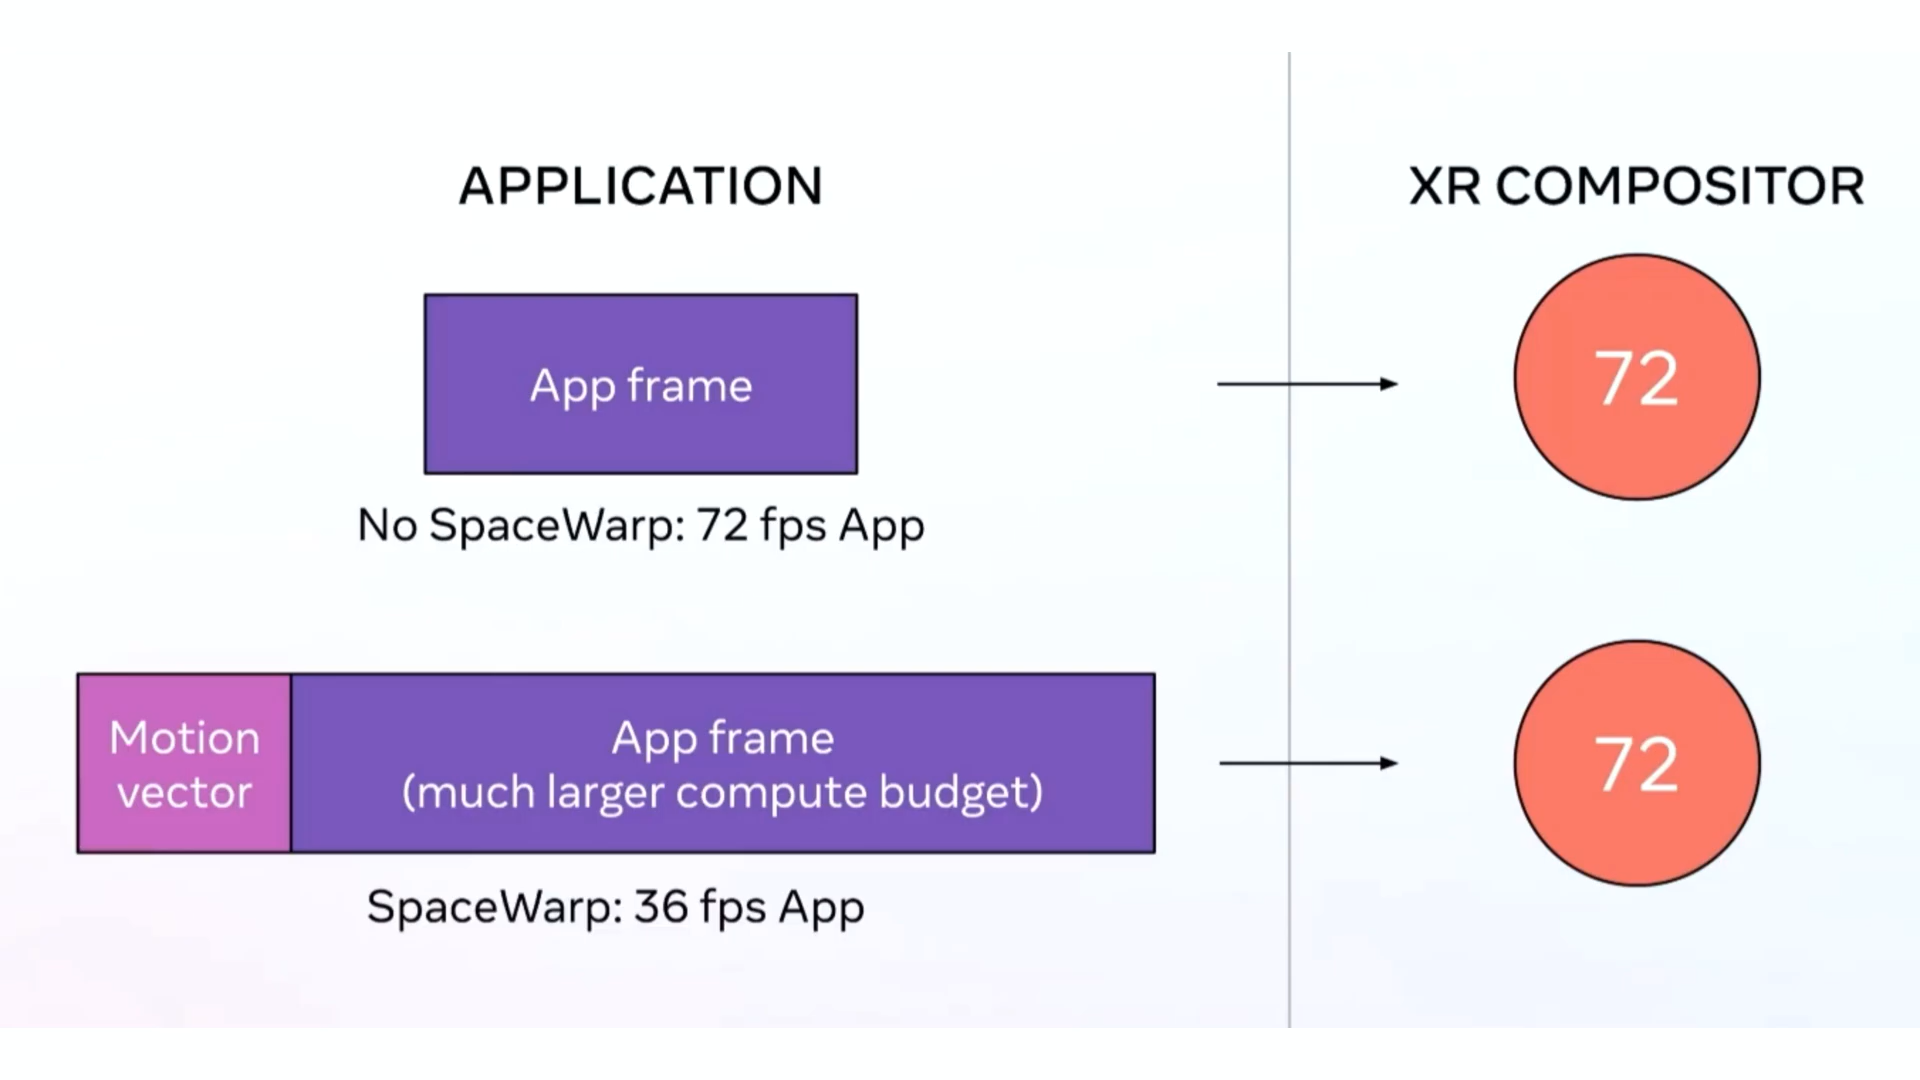 APPLICATION
XR COMPOSITOR
App frame
72
No SpaceWarp: 72 fps App
Motion
vector
App frame
(much larger compute budget)
72
SpaceWarp: 36 fps App